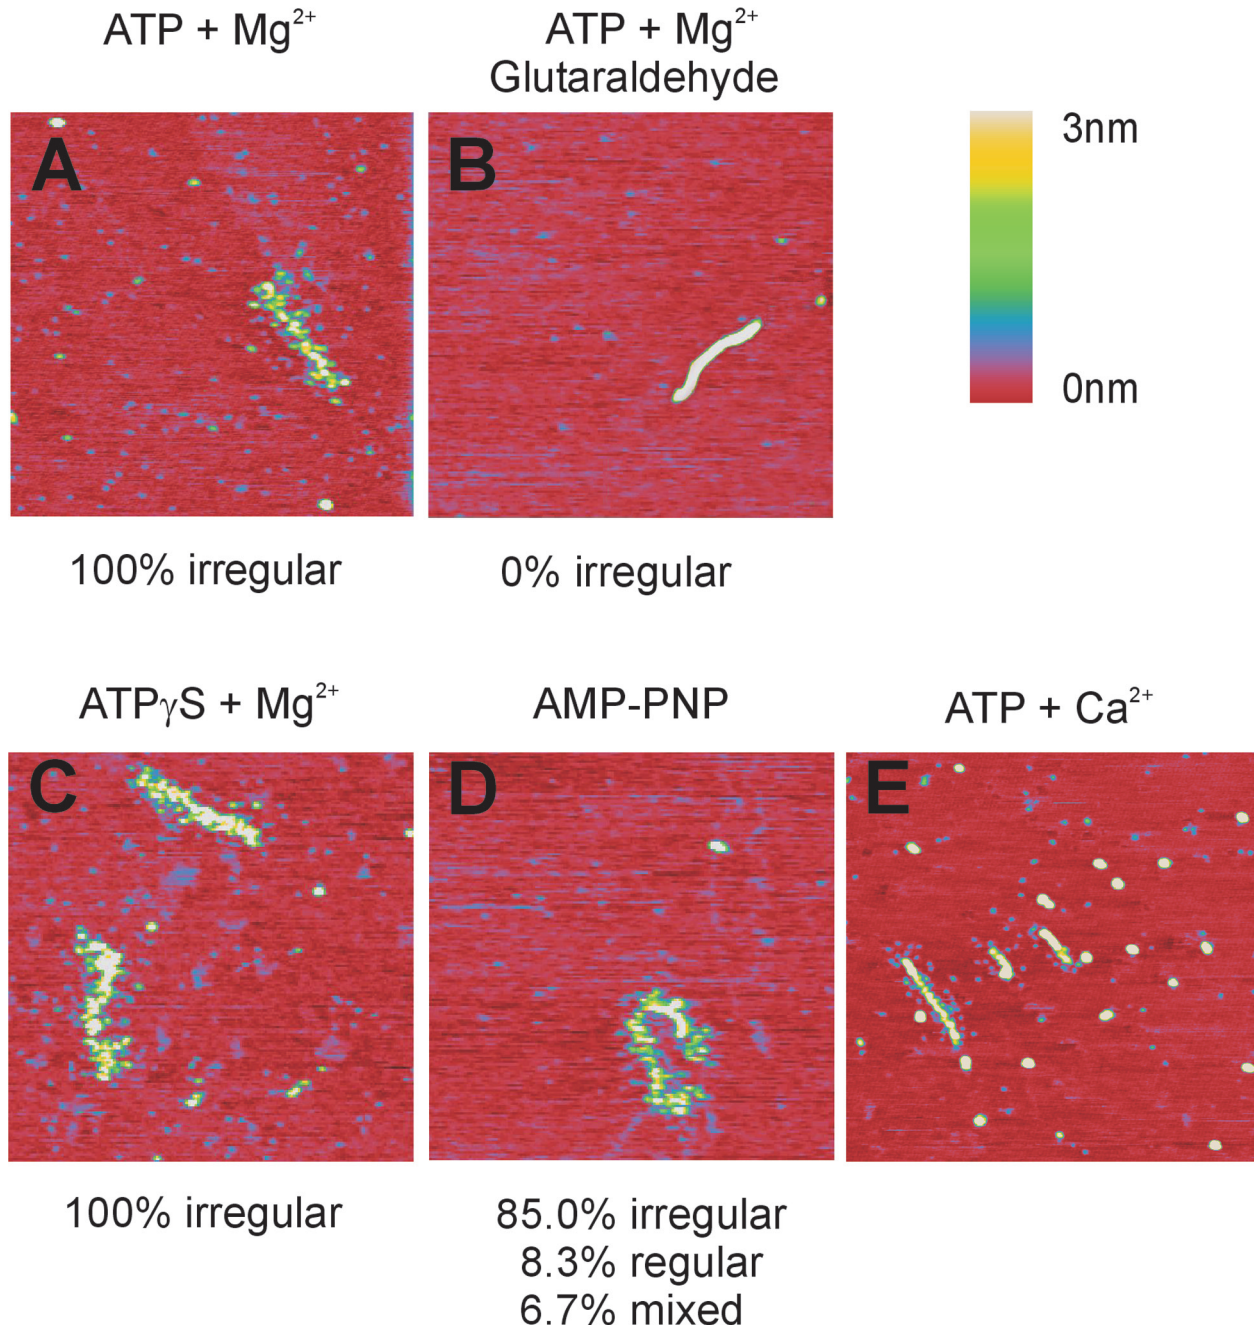 ATP + Mg²⁺
ATP + Mg²⁺
Glutaraldehyde
A
B
3nm
0nm
100% irregular
0% irregular
ATPγS + Mg²⁺
AMP-PNP
ATP + Ca²⁺
C
D
E
100% irregular
85.0% irregular
8.3% regular
6.7% mixed